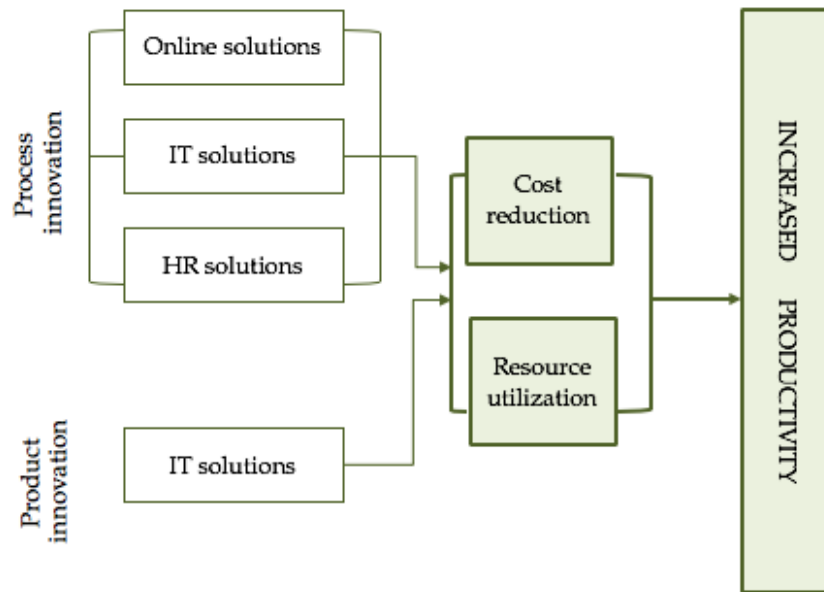 Process
innovation
Online solutions
IT solutions
HR solutions
Product
innovation
IT solutions
Cost
reduction
Resource
utilization
INCREASED PRODUCTIVITY